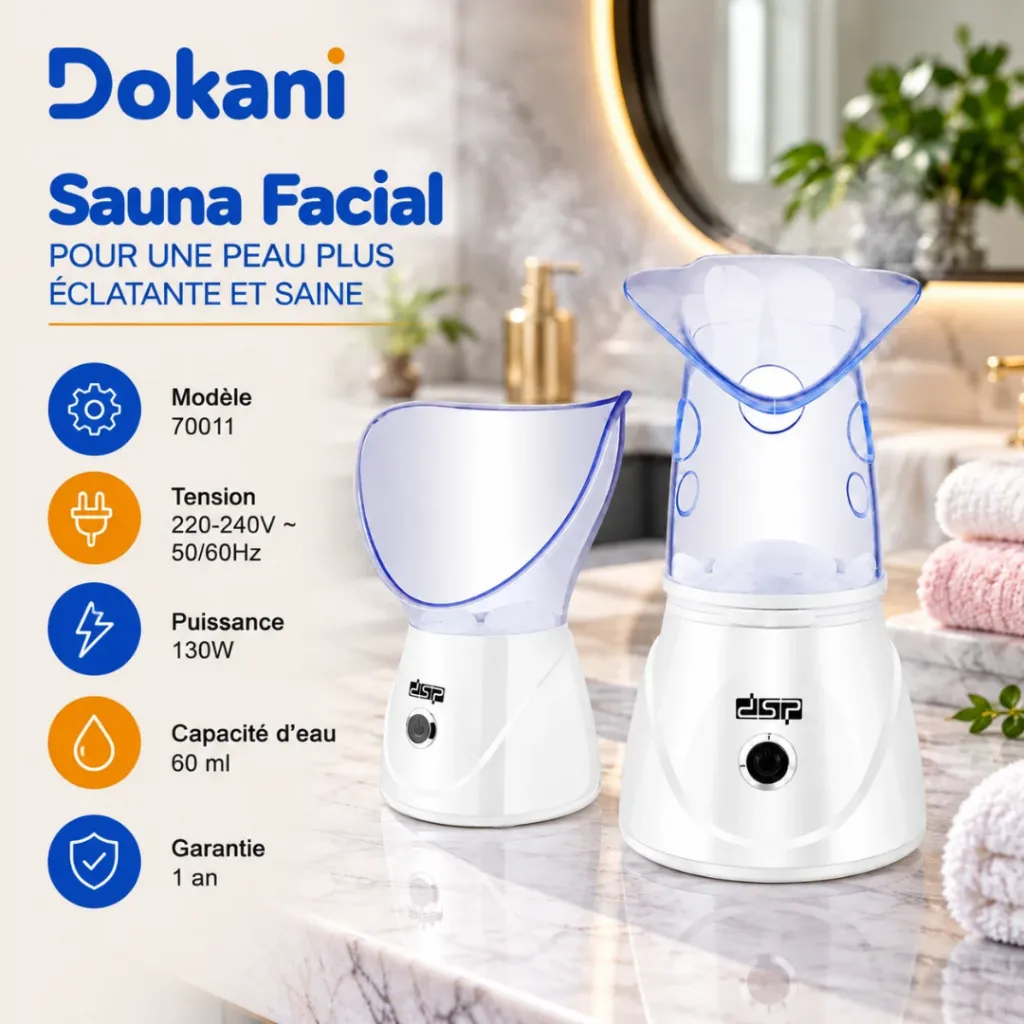 Dokani
Sauna Facial
POUR UNE PEAU PLUS
ÉCLATANTE ET SAINE
Modèle
70011
Tension
220-240V ~
50/60Hz
Puissance
130W
Capacité d'eau
60 ml
Garantie
1 an
dsp
dsp